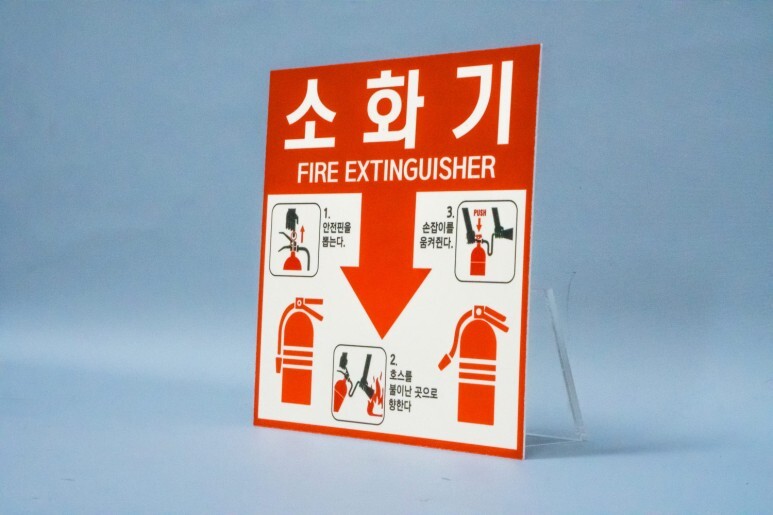 소화기
FIRE EXTINGUISHER
1.
안전핀을
뽑는다.
2.
호스를
불이난 곳으로
향한다
3.
손잡이를
움켜쥔다.
PUSH